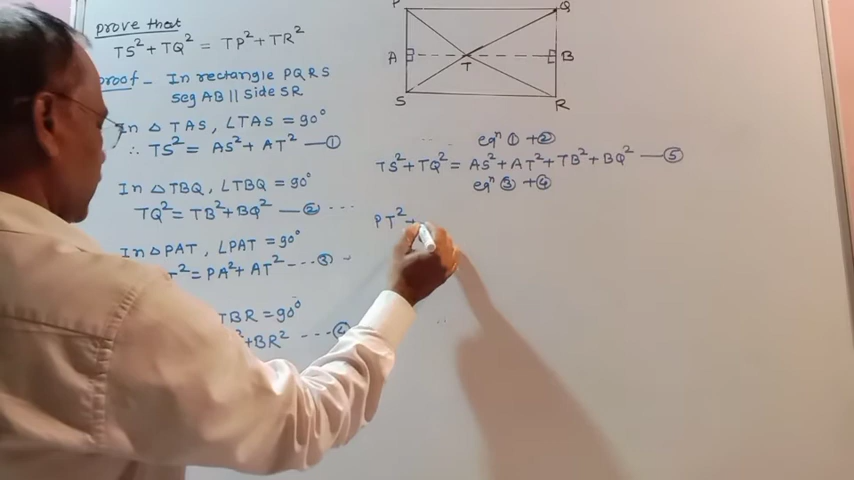 prove that
TS² + TQ² = TP² + TR²
proof - In rectangle PQRS
seg AB || side SR
In △ TAS, ∠TAS = 90°
∴ TS² = AS² + AT² — ①
In △ TBQ, ∠TBQ = 90°
TQ² = TB² + BQ² — ② ...
In △ PAT, ∠PAT = 90°
T² = PA² + AT² --- ③ -
TBR = 90°
² + BR² --- ④
P Q
A T B
S R
eqⁿ ① + ②
TS² + TQ² = AS² + AT² + TB² + BQ² — ⑤
eqⁿ ③ + ④
PT² +